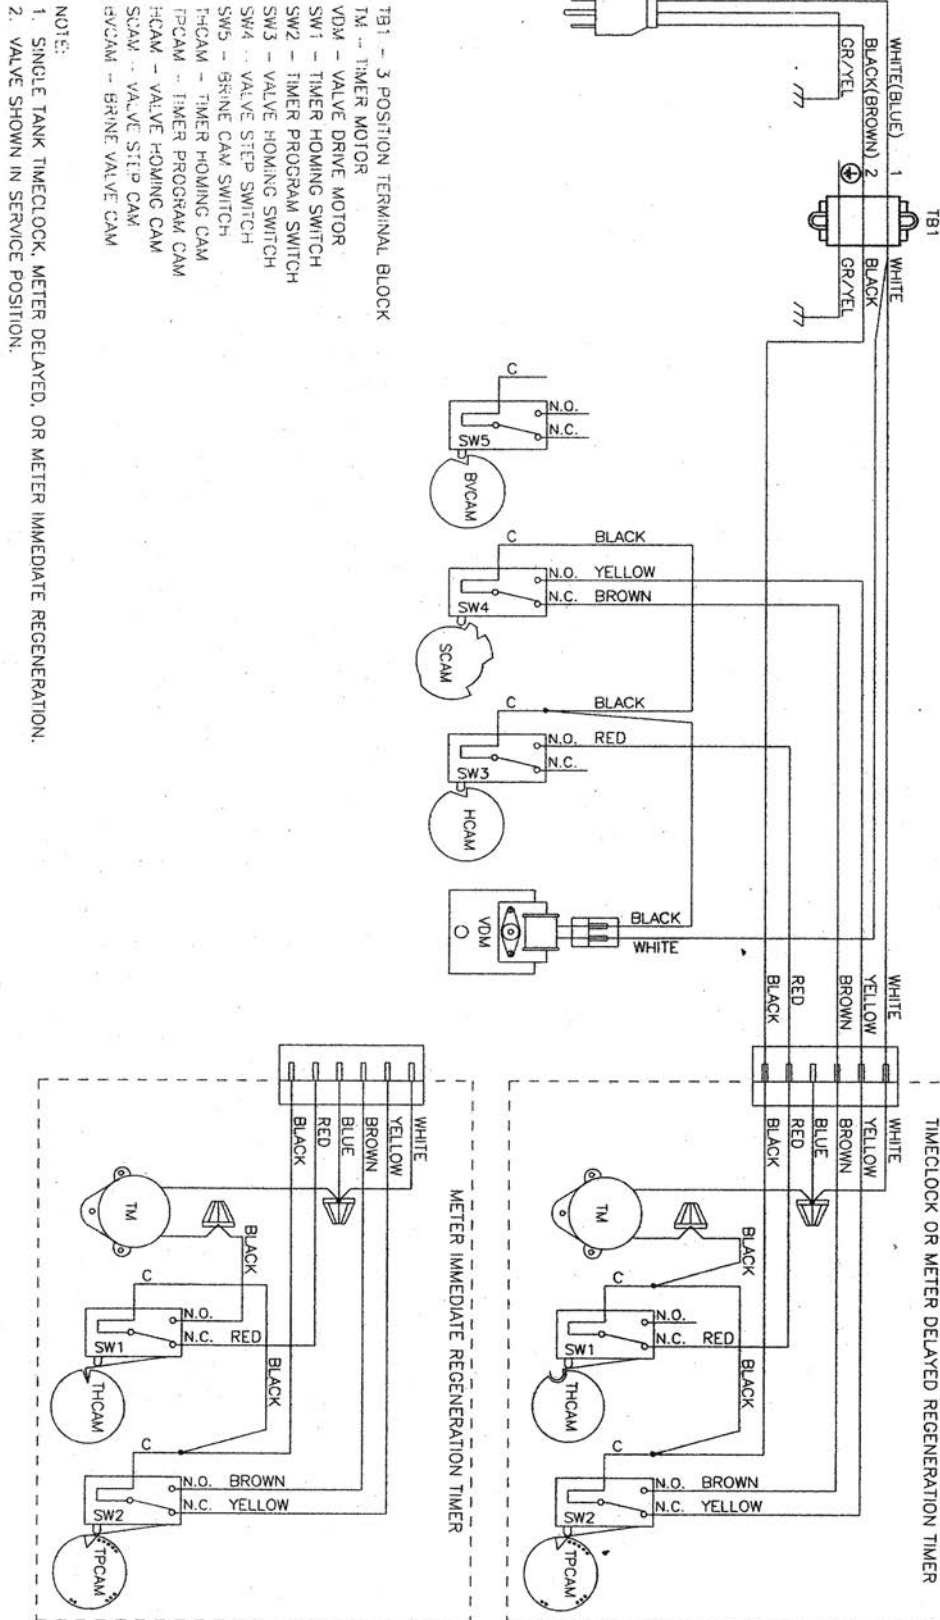 TB1
WHITE(BLUE) 1
BLACK(BROWN) 2
GR/YEL
WHITE
BLACK
GR/YEL
C
N.O.
N.C.
SW5
BVCAM
C
BLACK
N.O. YELLOW
N.C. BROWN
SW4
SCAM
C
BLACK
N.O. RED
N.C.
SW3
HCAM
VDM
BLACK
WHITE
WHITE
YELLOW
BROWN
RED
BLACK
TIMECLOCK OR METER DELAYED REGENERATION TIMER
WHITE
YELLOW
BROWN
BLUE
RED
BLACK
TM
BLACK
C
N.O.
N.C. RED
SW1
THCAM
BLACK
C
N.O. BROWN
N.C. YELLOW
SW2
TPCAM
METER IMMEDIATE REGENERATION TIMER
WHITE
YELLOW
BROWN
BLUE
RED
BLACK
TM
BLACK
C
N.O.
N.C. RED
SW1
THCAM
BLACK
C
N.O. BROWN
N.C. YELLOW
SW2
TPCAM
TB1 - 3 POSITION TERMINAL BLOCK
TM - TIMER MOTOR
VDM - VALVE DRIVE MOTOR
SW1 - TIMER HOMING SWITCH
SW2 - TIMER PROGRAM SWITCH
SW3 - VALVE HOMING SWITCH
SW4 - VALVE STEP SWITCH
SW5 - BRINE CAM SWITCH
THCAM - TIMER HOMING CAM
TPCAM - TIMER PROGRAM CAM
HCAM - VALVE HOMING CAM
SCAM - VALVE STEP CAM
BVCAM - BRINE VALVE CAM
NOTE:
1. SINGLE TANK TIMECLOCK, METER DELAYED, OR METER IMMEDIATE REGENERATION.
2. VALVE SHOWN IN SERVICE POSITION.